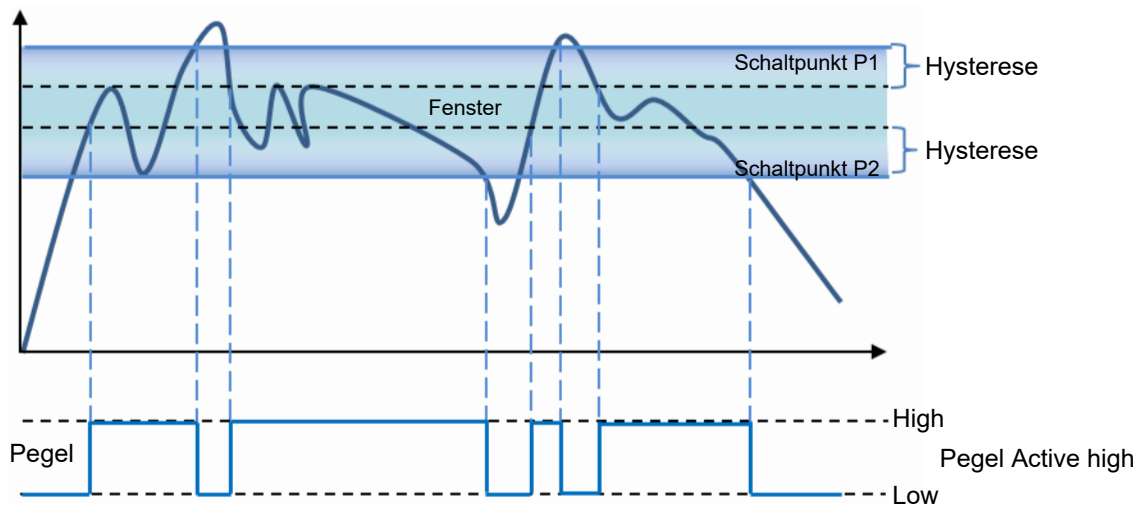 Schaltpunkt P1
Hysterese
Fenster
Hysterese
Schaltpunkt P2
High
Pegel
Pegel Active high
Low